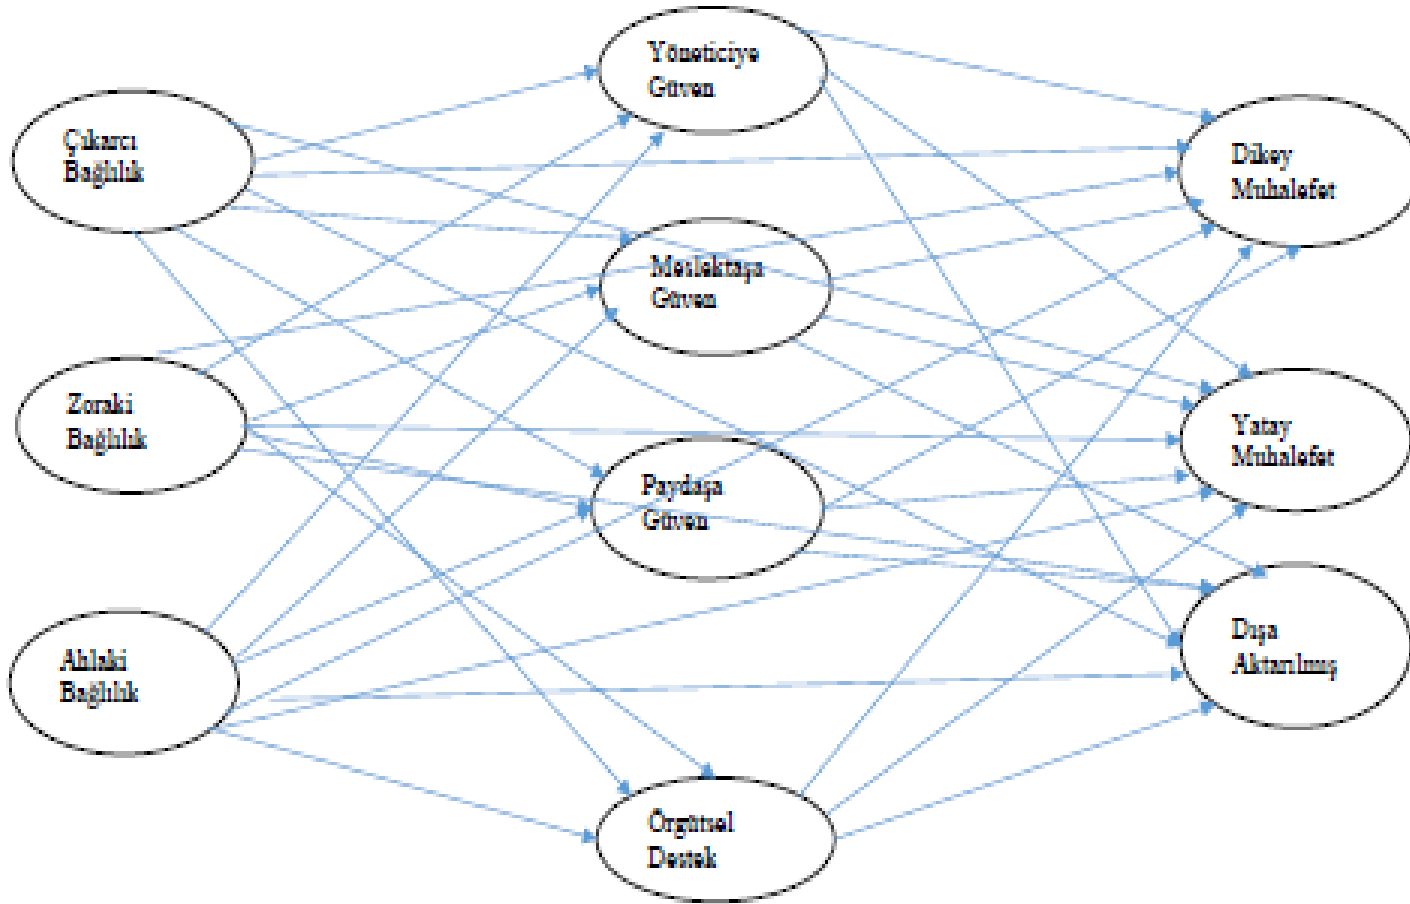 Yöneticiye
Güven
Çıkarcı
Bağlılık
Dikey
Muhalefet
Meslektaşa
Güven
Zoraki
Bağlılık
Yatay
Muhalefet
Paydaşa
Güven
Ahlaki
Bağlılık
Dışa
Aktarılmış
Örgütsel
Destek